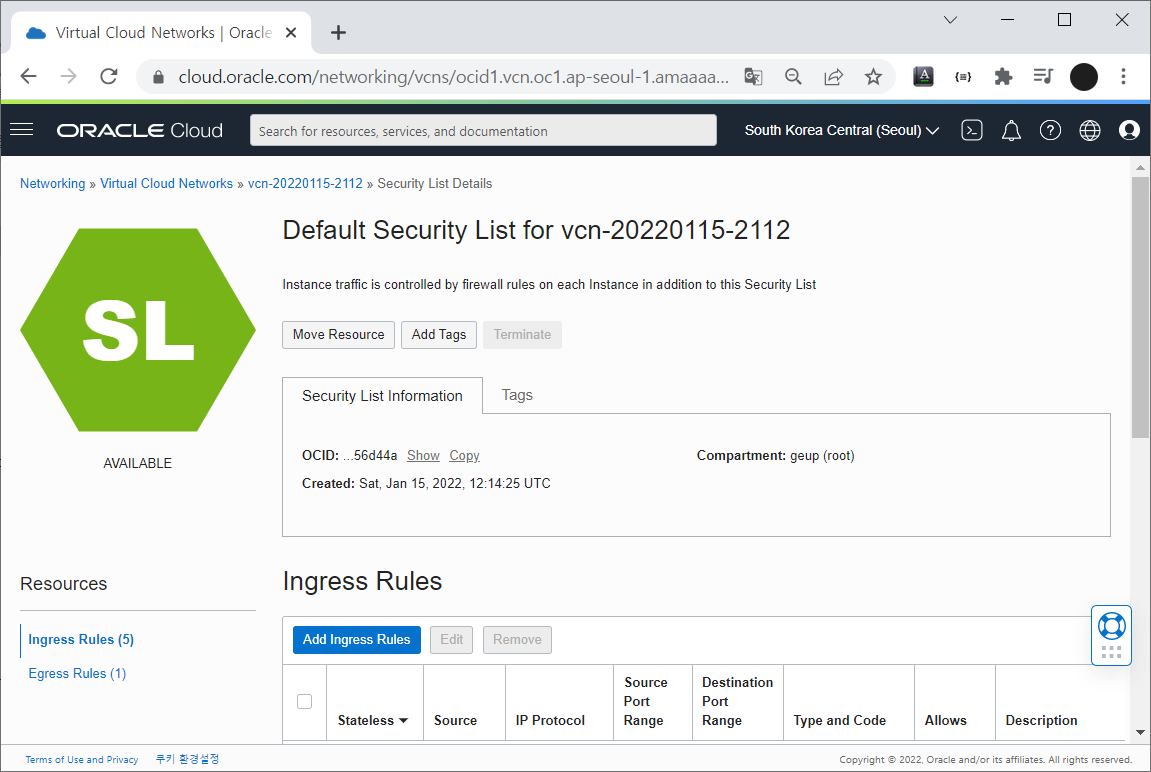 Virtual Cloud Networks | Oracle
cloud.oracle.com/networking/vcns/ocid1.vcn.oc1.ap-seoul-1.amaaaa...
ORACLE Cloud
Search for resources, services, and documentation
South Korea Central (Seoul)
Networking » Virtual Cloud Networks » vcn-20220115-2112 » Security List Details
SL
AVAILABLE
Default Security List for vcn-20220115-2112
Instance traffic is controlled by firewall rules on each Instance in addition to this Security List
Move Resource Add Tags Terminate
Security List Information Tags
OCID: ...56d44a Show Copy Compartment: geup (root)
Created: Sat, Jan 15, 2022, 12:14:25 UTC
Resources
Ingress Rules (5)
Egress Rules (1)
Ingress Rules
Add Ingress Rules Edit Remove
Stateless Source IP Protocol Source Port Range Destination Port Range Type and Code Allows Description
Terms of Use and Privacy 쿠키 환경설정 Copyright © 2022, Oracle and/or its affiliates. All rights reserved.